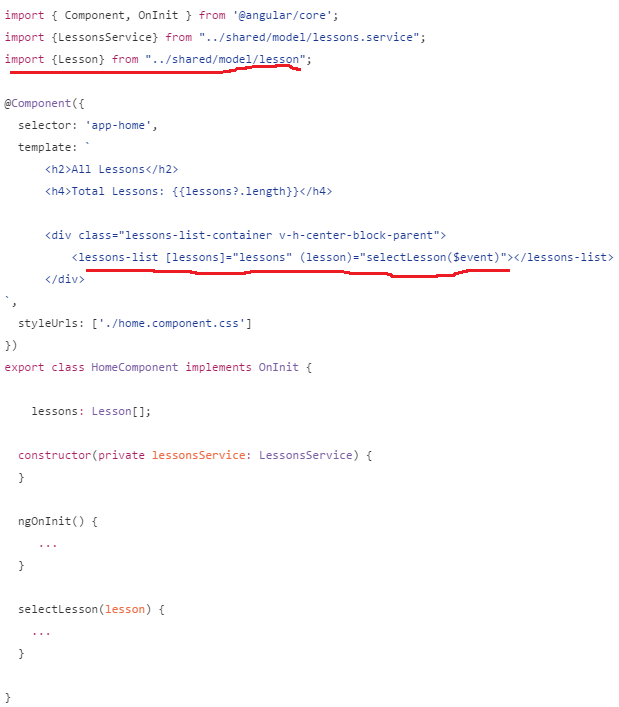 import { Component, OnInit } from '@angular/core';
import {LessonsService} from "../shared/model/lessons.service";
import {Lesson} from "../shared/model/lesson";
@Component({
selector: 'app-home',
template: `
<h2>All Lessons</h2>
<h4>Total Lessons: {{lessons?.length}}</h4>
<div class="lessons-list-container v-h-center-block-parent">
<lessons-list [lessons]="lessons" (lesson)="selectLesson($event)"></lessons-list>
</div>
`,
styleUrls: ['./home.component.css']
})
export class HomeComponent implements OnInit {
lessons: Lesson[];
constructor(private lessonsService: LessonsService) {
}
ngOnInit() {
...
}
selectLesson(lesson) {
...
}
}